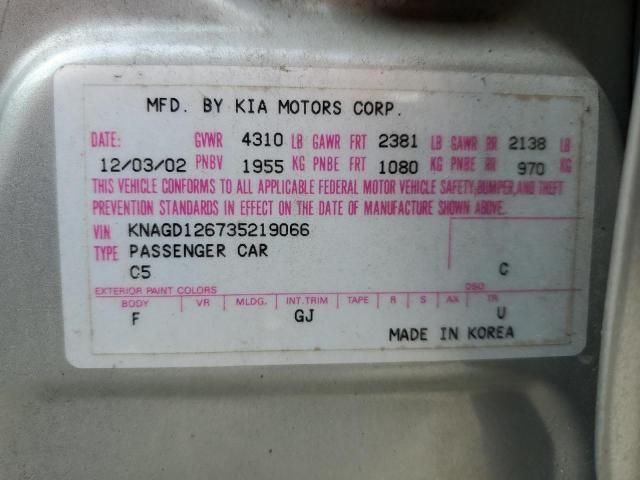 MFD. BY KIA MOTORS CORP.
DATE: GVWR 4310 LB GAWR FRT 2381 LB GAWR RR 2138 LB
12/03/02 PNBV 1955 KG PNBE FRT 1080 KG PNBE RR 970 KG
THIS VEHICLE CONFORMS TO ALL APPLICABLE FEDERAL MOTOR VEHICLE SAFETY,BUMPER,AND THEFT
PREVENTION STANDARDS IN EFFECT ON THE DATE OF MANUFACTURE SHOWN ABOVE.
VIN KNAGD126735219066
TYPE PASSENGER CAR
C5 C
EXTERIOR PAINT COLORS DSO
BODY VR MLDG. INT.TRIM TAPE R S AX TR
F GJ U
MADE IN KOREA